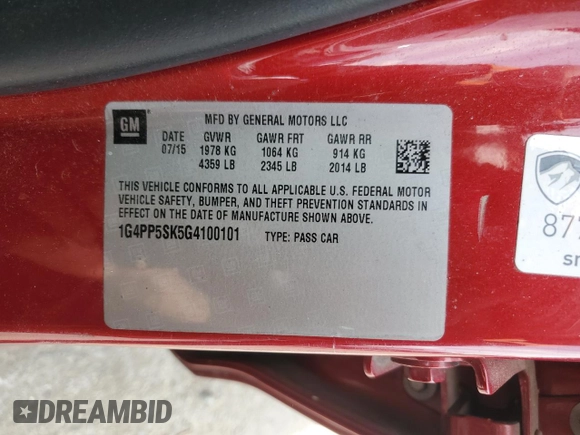 GM
MFD BY GENERAL MOTORS LLC
DATE GVWR GAWR FRT GAWR RR
07/15 1978 KG 1064 KG 914 KG
4359 LB 2345 LB 2014 LB
THIS VEHICLE CONFORMS TO ALL APPLICABLE U.S. FEDERAL MOTOR
VEHICLE SAFETY, BUMPER, AND THEFT PREVENTION STANDARDS IN
EFFECT ON THE DATE OF MANUFACTURE SHOWN ABOVE.
1G4PP5SK5G4100101 TYPE: PASS CAR
DREAMBID